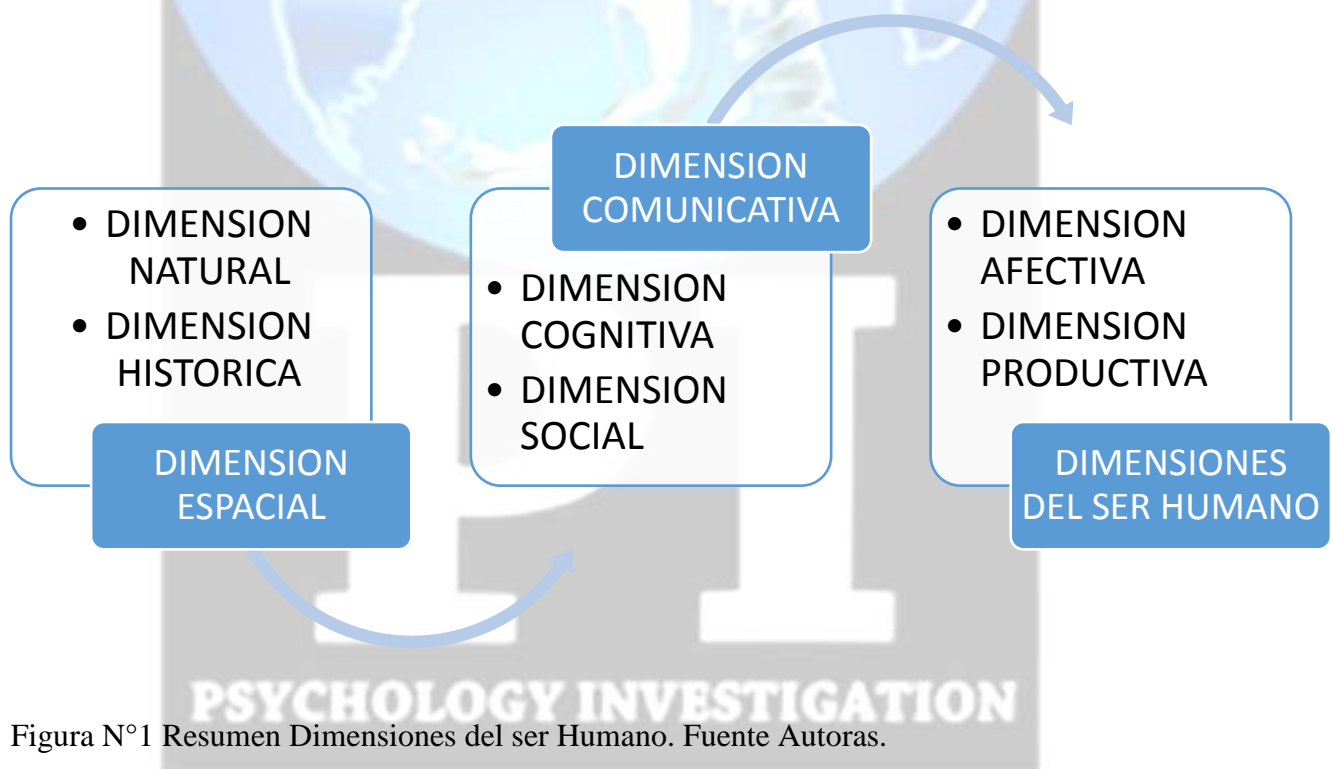 • DIMENSION
NATURAL
• DIMENSION
HISTORICA
DIMENSION
ESPACIAL
DIMENSION
COMUNICATIVA
• DIMENSION
COGNITIVA
• DIMENSION
SOCIAL
• DIMENSION
AFECTIVA
• DIMENSION
PRODUCTIVA
DIMENSIONES
DEL SER HUMANO
PI
PSYCHOLOGY INVESTIGATION
Figura N°1 Resumen Dimensiones del ser Humano. Fuente Autoras.